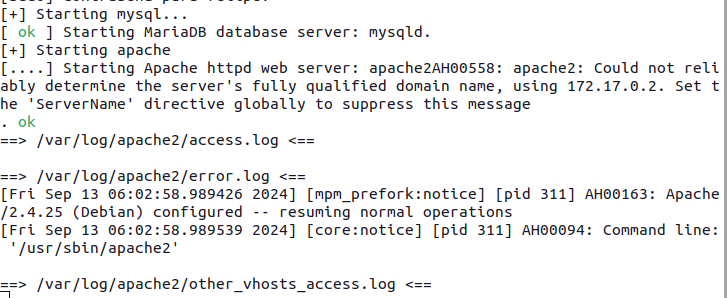 [+] Starting mysql...
[ ok ] Starting MariaDB database server: mysqld.
[+] Starting apache
[....] Starting Apache httpd web server: apache2AH00558: apache2: Could not reli
ably determine the server's fully qualified domain name, using 172.17.0.2. Set t
he 'ServerName' directive globally to suppress this message
. ok
==> /var/log/apache2/access.log <==
==> /var/log/apache2/error.log <==
[Fri Sep 13 06:02:58.989426 2024] [mpm_prefork:notice] [pid 311] AH00163: Apache
/2.4.25 (Debian) configured -- resuming normal operations
[Fri Sep 13 06:02:58.989539 2024] [core:notice] [pid 311] AH00094: Command line:
 '/usr/sbin/apache2'
==> /var/log/apache2/other_vhosts_access.log <==